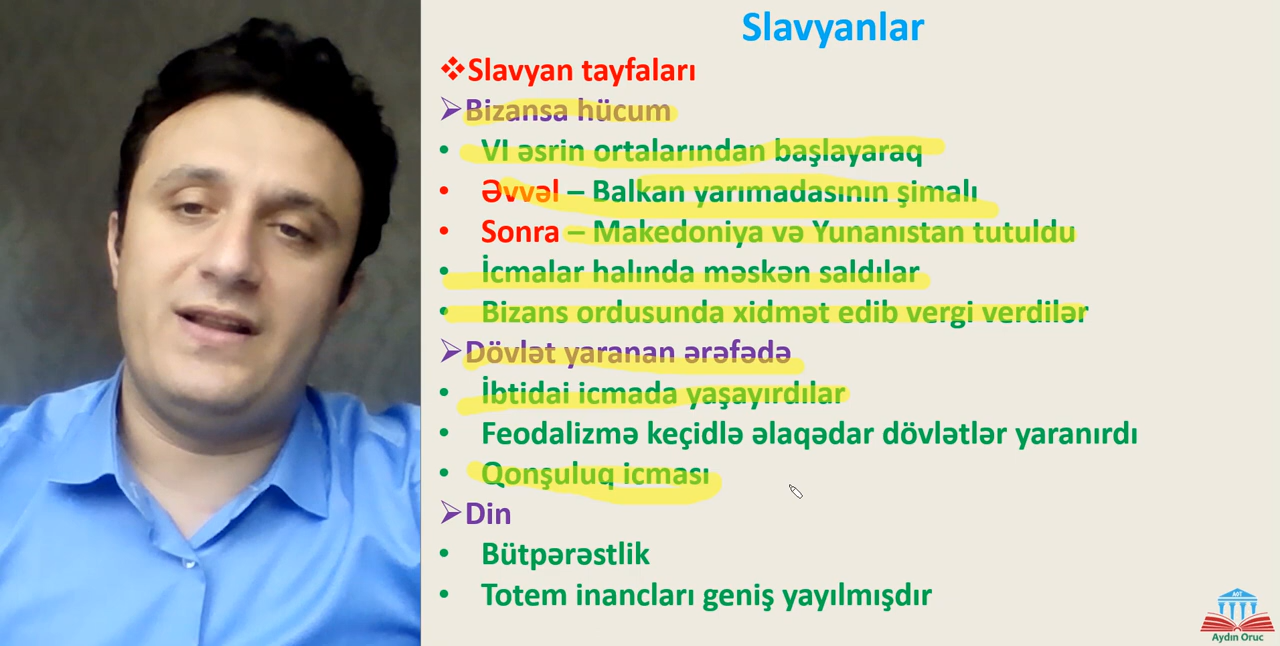 Slavyanlar
❖Slavyan tayfaları
➢Bizansa hücum
• VI əsrin ortalarından başlayaraq
• Əvvəl – Balkan yarımadasının şimalı
• Sonra – Makedoniya və Yunanıstan tutuldu
• İcmalar halında məskən saldılar
• Bizans ordusunda xidmət edib vergi verdilər
➢Dövlət yaranan ərəfədə
• İbtidai icmada yaşayırdılar
• Feodalizmə keçidlə əlaqədar dövlətlər yaranırdı
• Qonşuluq icması
➢Din
• Bütpərəstlik
• Totem inancları geniş yayılmışdır
AOT
Aydın Oruc